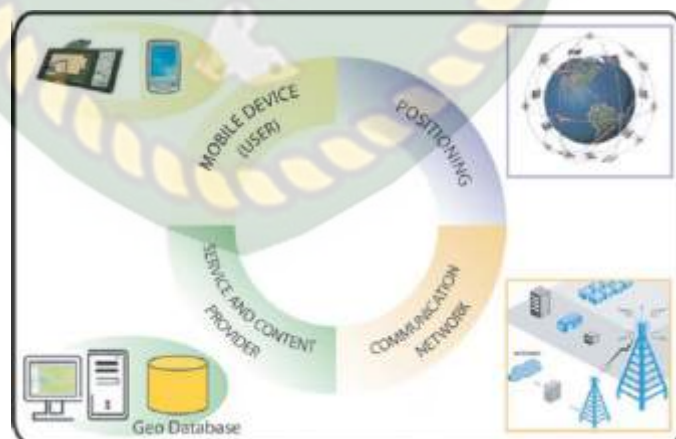 MOBILE DEVICE
(USER)
POSITIONING
SERVICE AND CONTENT
PROVIDER
COMMUNICATION
NETWORK
Geo Database